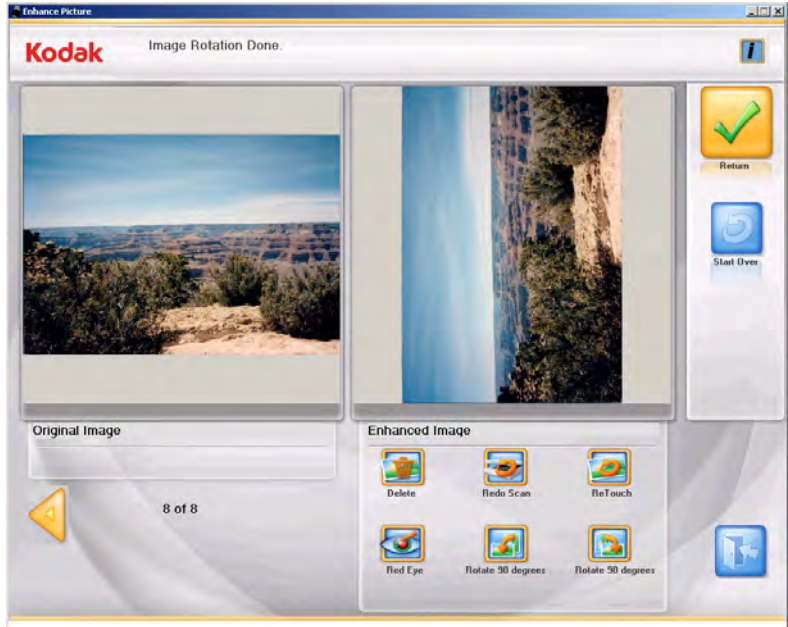 Enhance Picture
Kodak
Image Rotation Done.
i
Return
Start Over
Original Image
Enhanced Image
Delete
Redo Scan
ReTouch
8 of 8
Red Eye
Rotate 90 degrees
Rotate 90 degrees